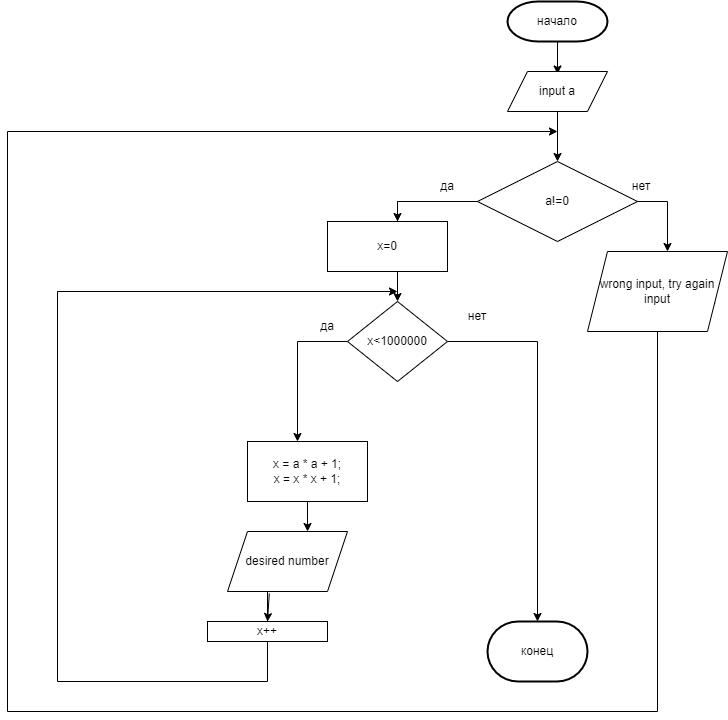 начало
input a
да
нет
a!=0
x=0
wrong input, try again
input
да
нет
x<1000000
x = a * a + 1;
x = x * x + 1;
desired number
x++
конец